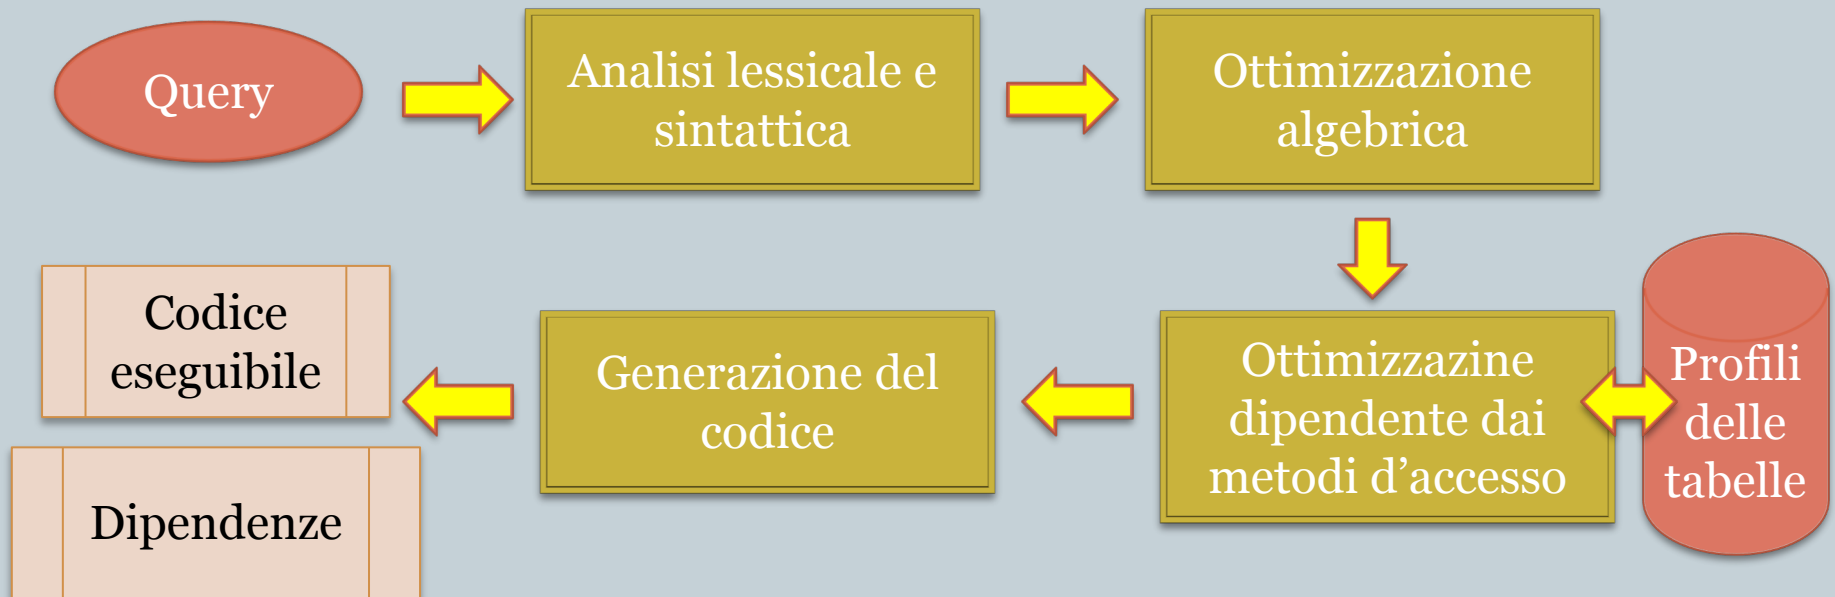 Query
Analisi lessicale e
sintattica
Ottimizzazione
algebrica
Ottimizzazine
dipendente dai
metodi d’accesso
Profili
delle
tabelle
Generazione del
codice
Codice
eseguibile
Dipendenze